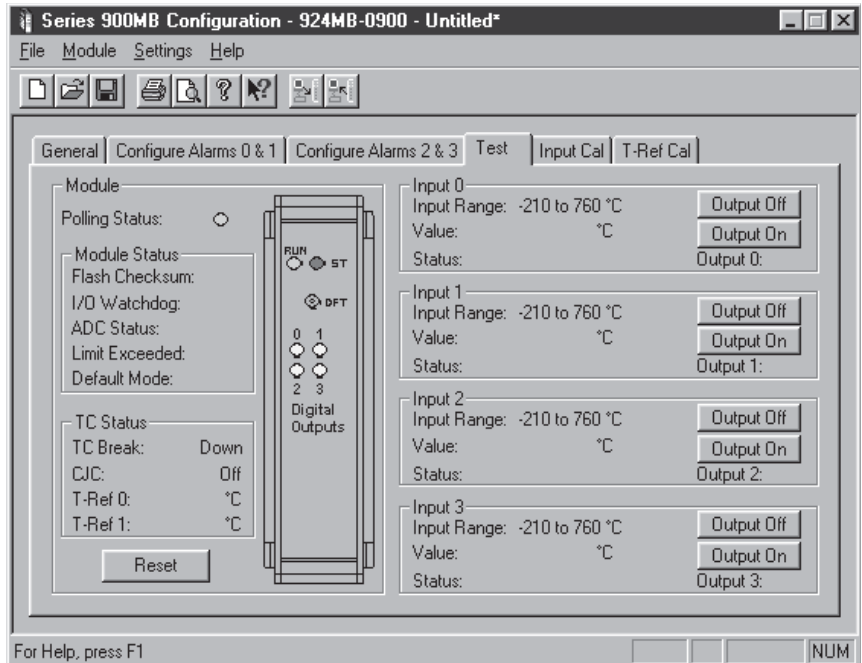 Series 900MB Configuration - 924MB-0900 - Untitled*
File Module Settings Help
General Configure Alarms 0 & 1 Configure Alarms 2 & 3 Test Input Cal T-Ref Cal
Module
Polling Status:
Module Status
Flash Checksum:
I/O Watchdog:
ADC Status:
Limit Exceeded:
Default Mode:
TC Status
TC Break: Down
CJC: Off
T-Ref 0: °C
T-Ref 1: °C
Reset
RUN ST
DFT
0 1
2 3
Digital
Outputs
Input 0
Input Range: -210 to 760 °C Output Off
Value: °C Output On
Status: Output 0:
Input 1
Input Range: -210 to 760 °C Output Off
Value: °C Output On
Status: Output 1:
Input 2
Input Range: -210 to 760 °C Output Off
Value: °C Output On
Status: Output 2:
Input 3
Input Range: -210 to 760 °C Output Off
Value: °C Output On
Status: Output 3:
For Help, press F1 NUM